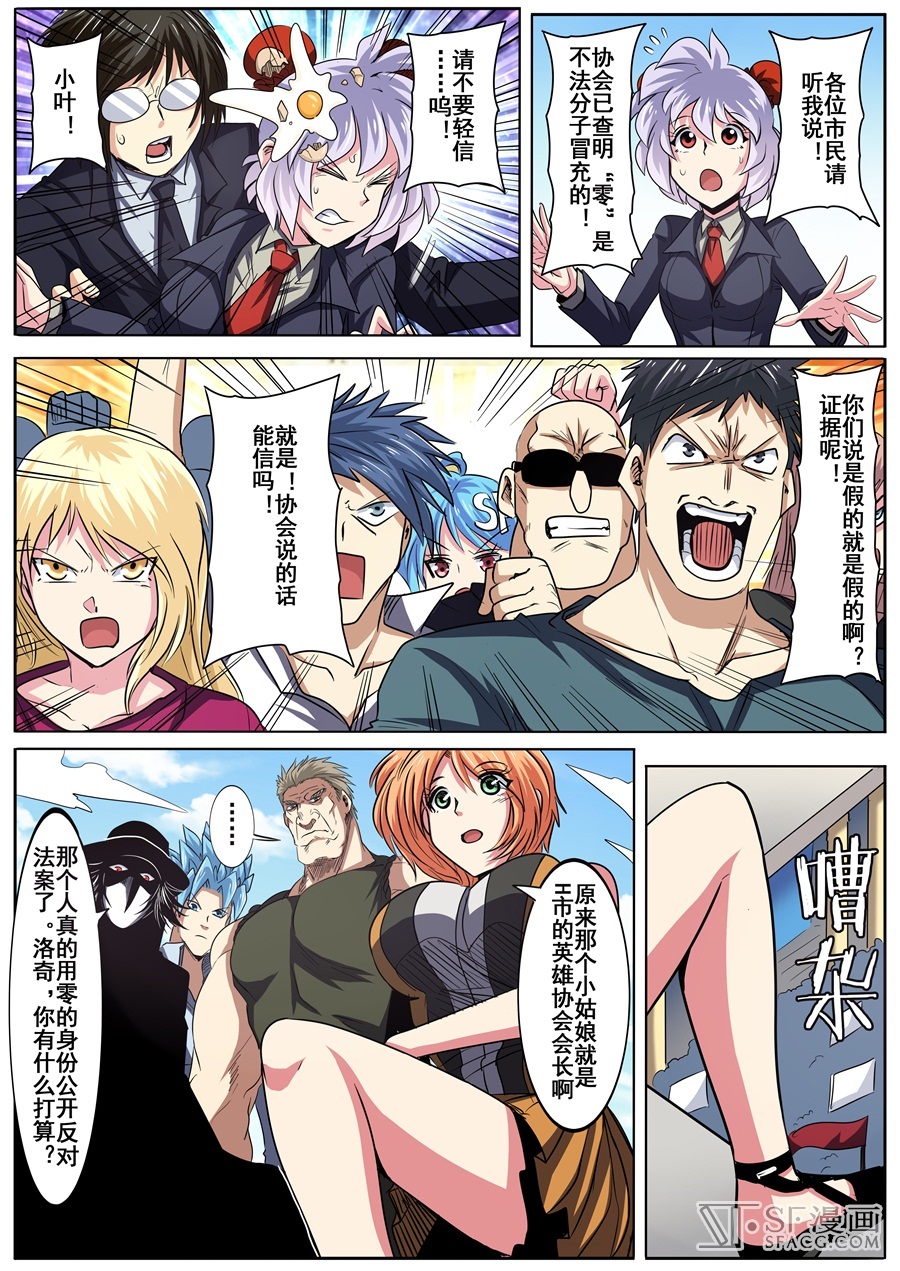 各位市民请
听我说！
协会已查明“零”是
不法分子冒充的！
请不要轻信
……呜！
小叶！
你们说是假的就是假的啊？
证据呢！
就是！协会说的话
能信吗！
SF
嘈杂
原来那个小姑娘就是
H市的英雄协会会长啊
……
那个人真的用零的身份公开反对
法案了。洛奇，你有什么打算？
SF漫画
SFACG.COM